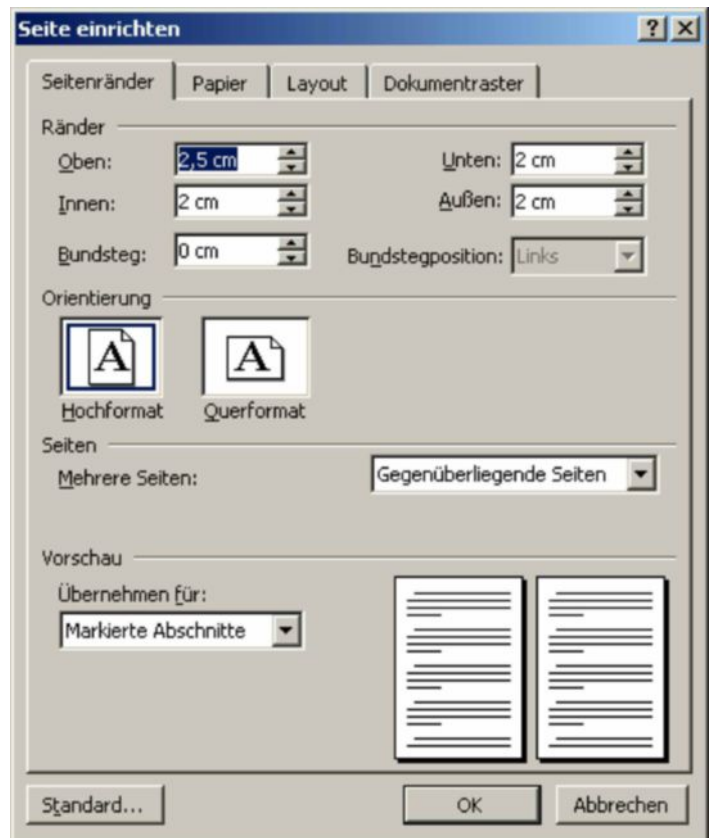 Seite einrichten
Seitenränder Papier Layout Dokumentraster
Ränder
Oben: 2,5 cm Unten: 2 cm
Innen: 2 cm Außen: 2 cm
Bundsteg: 0 cm Bundstegposition: Links
Orientierung
A A
Hochformat Querformat
Seiten
Mehrere Seiten: Gegenüberliegende Seiten
Vorschau
Übernehmen für:
Markierte Abschnitte
Standard... OK Abbrechen